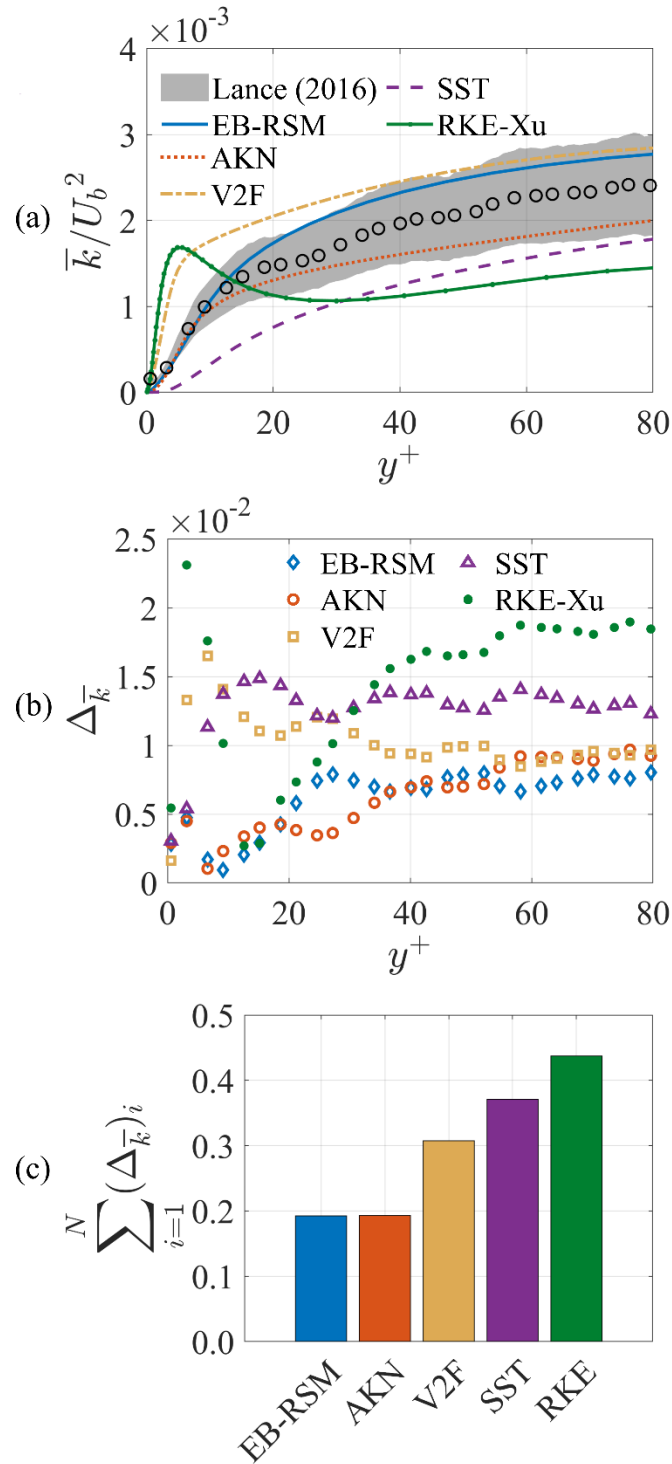 ×10⁻³
4
3
2
1
0
Lance (2016)
EB-RSM
AKN
V2F
SST
RKE-Xu
(a)
k̅/U_b²
0 20 40 60 80
y⁺
×10⁻²
2.5
2
1.5
1
0.5
0
EB-RSM
AKN
V2F
SST
RKE-Xu
(b)
Δ_k̅
0 20 40 60 80
y⁺
0.5
0.4
0.3
0.2
0.1
0.0
(c)
N
∑(Δ_k̅)ᵢ
i=1
EB-RSM
AKN
V2F
SST
RKE